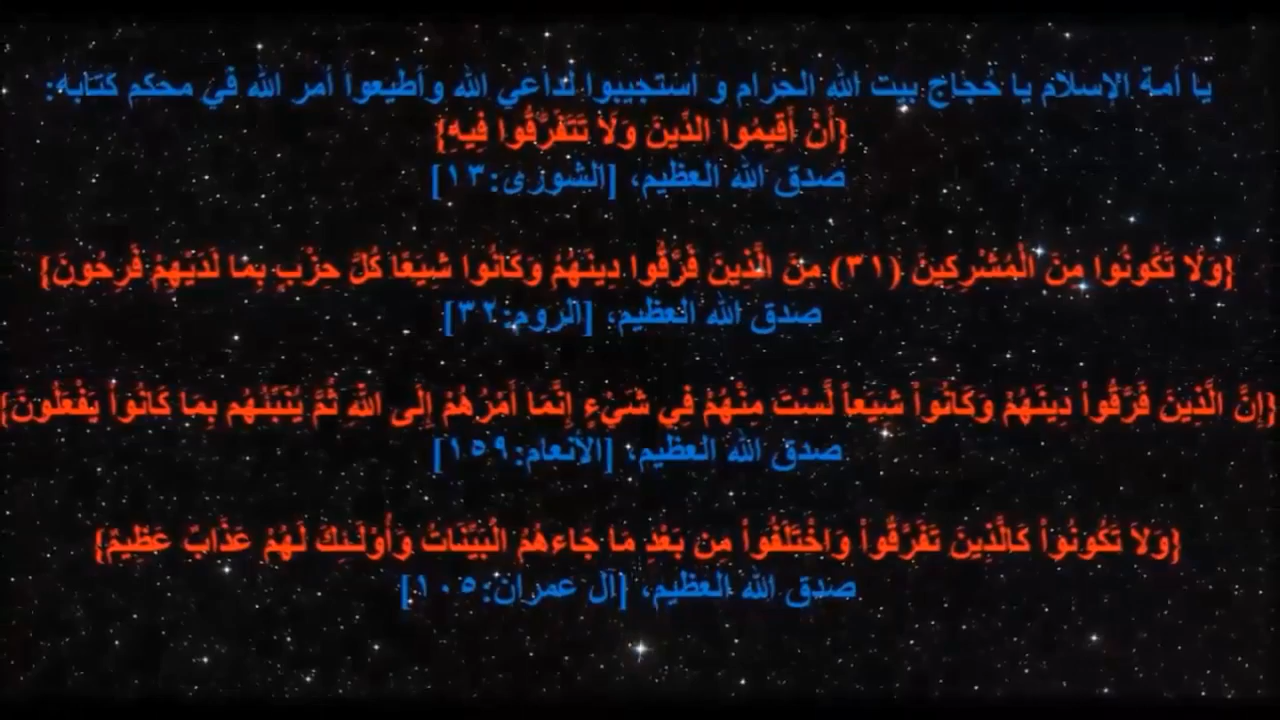 يا أمة الإسلام يا حُجاج بيت الله الحرام و استجيبوا لداعي الله وأطيعوا أمر الله في محكم كتابه:
{أَنْ أَقِيمُوا الدِّينَ وَلَا تَتَفَرَّقُوا فِيهِ}
صدق الله العظيم، [الشورى:١٣]
{وَلَا تَكُونُوا مِنَ الْمُشْرِكِينَ (٣١) مِنَ الَّذِينَ فَرَّقُوا دِينَهُمْ وَكَانُوا شِيَعًا كُلُّ حِزْبٍ بِمَا لَدَيْهِمْ فَرِحُونَ}
صدق الله العظيم، [الروم:٣٢]
{إِنَّ الَّذِينَ فَرَّقُواْ دِينَهُمْ وَكَانُواْ شِيَعاً لَّسْتَ مِنْهُمْ فِي شَيْءٍ إِنَّمَا أَمْرُهُمْ إِلَى اللهِ ثُمَّ يُنَبِّئُهُم بِمَا كَانُواْ يَفْعَلُونَ}
صدق الله العظيم، [الأنعام:١٥٩]
{وَلاَ تَكُونُواْ كَالَّذِينَ تَفَرَّقُواْ وَاخْتَلَفُواْ مِن بَعْدِ مَا جَاءهُمُ الْبَيِّنَاتُ وَأُوْلَـئِكَ لَهُمْ عَذَابٌ عَظِيمٌ}
صدق الله العظيم، [آل عمران:١٠٥]